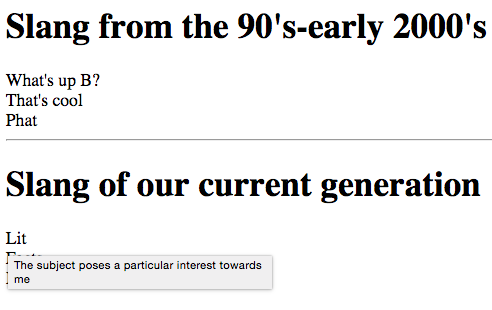 Slang from the 90's-early 2000's
What's up B?
That's cool
Phat
Slang of our current generation
Lit
The subject poses a particular interest towards
me